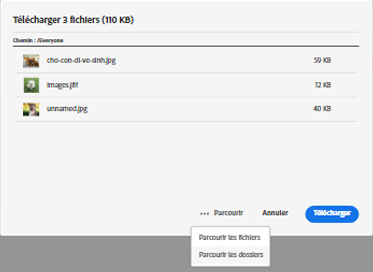 Télécharger 3 fichiers (110 KB)
Chemin : /Everyone
cho-con-di-ve-sinh.jpg 59 KB
images.jfif 12 KB
unnamed.jpg 40 KB
Parcourir Annuler Télécharger
Parcourir les fichiers
Parcourir les dossiers